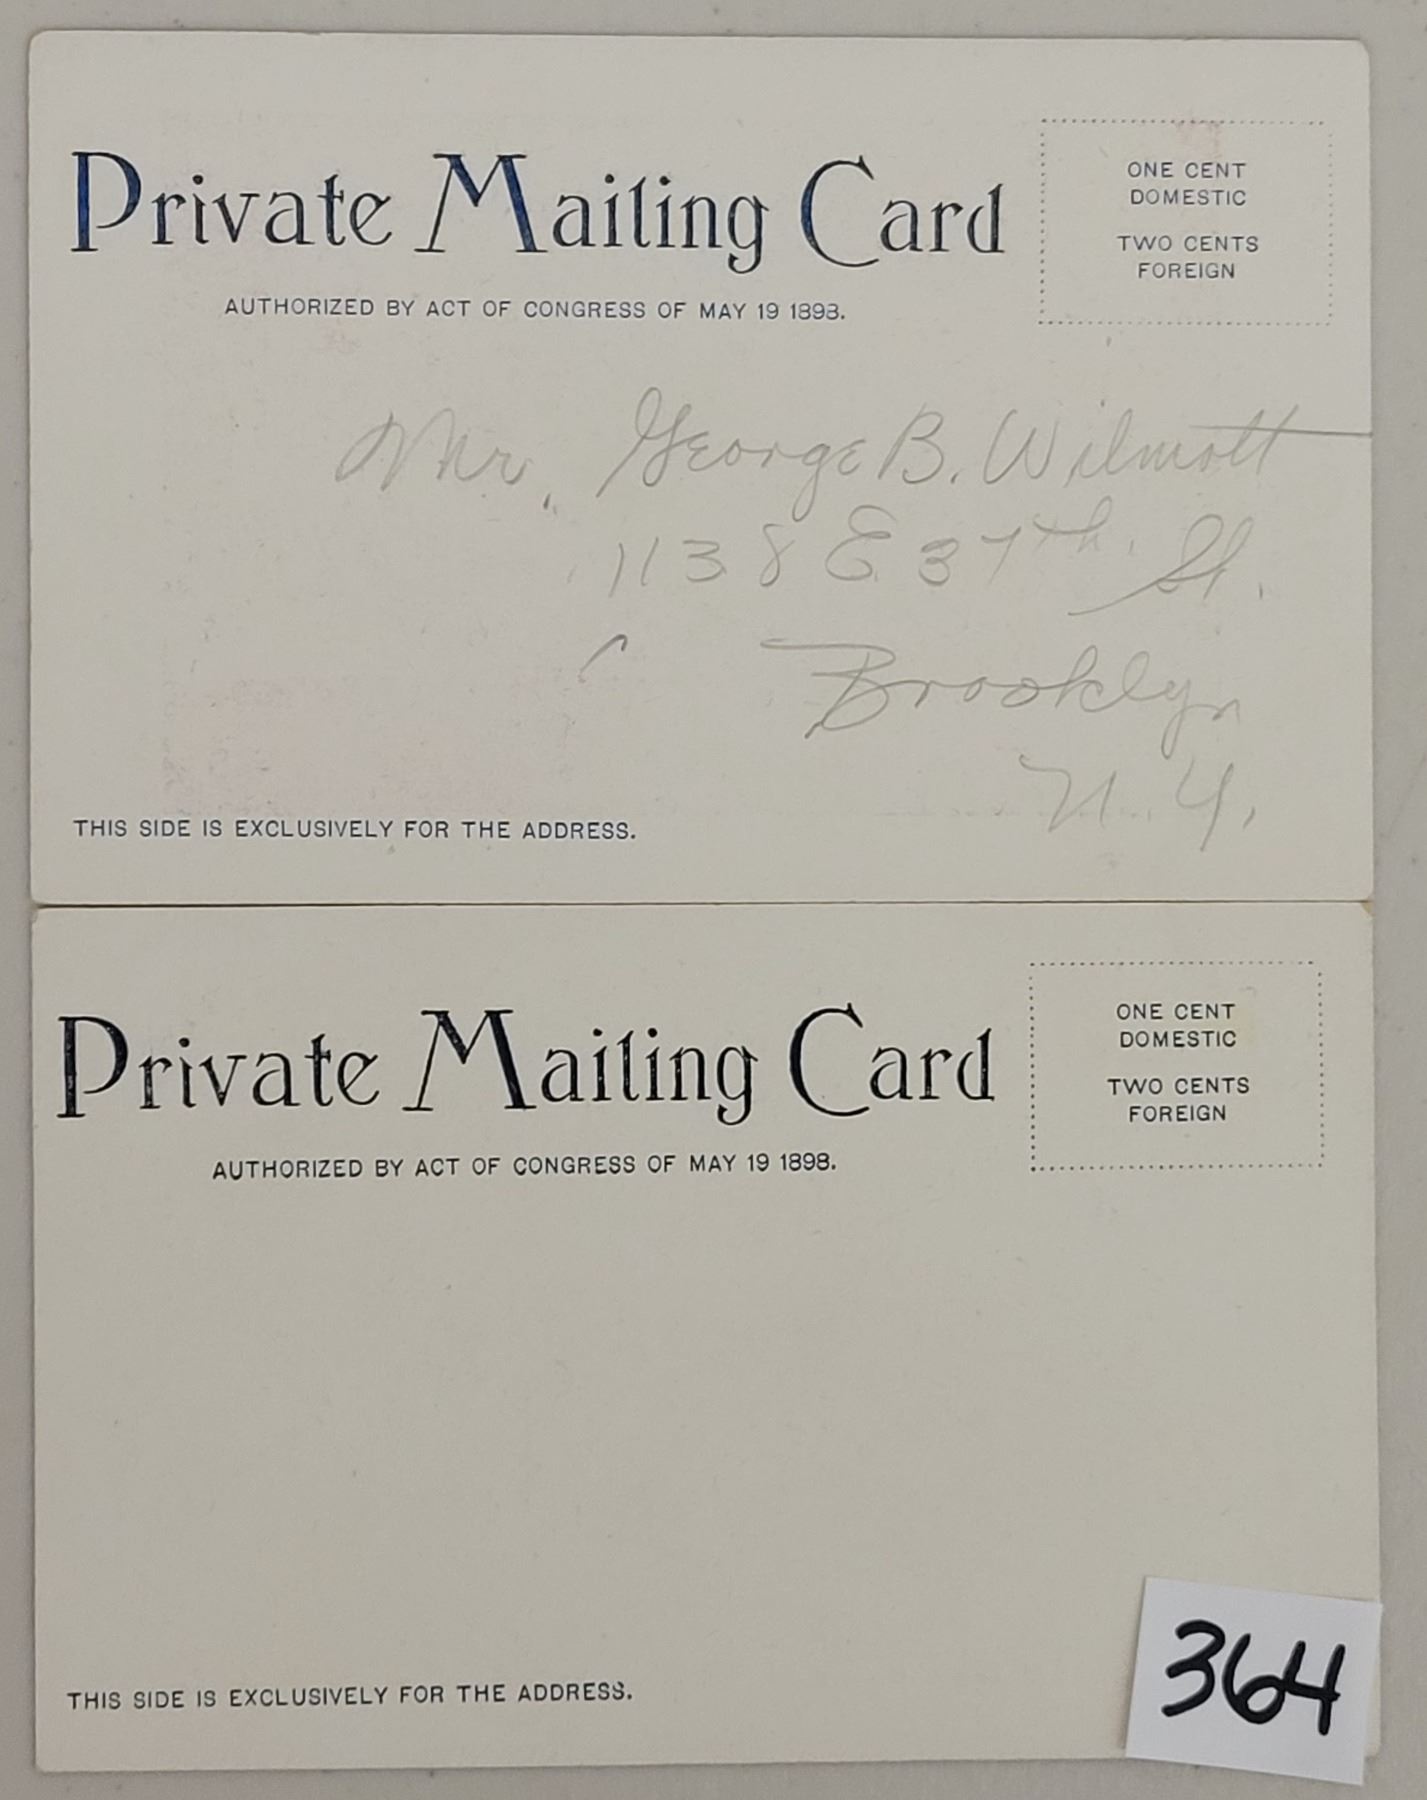 Private Mailing Card
ONE CENT
DOMESTIC
TWO CENTS
FOREIGN
AUTHORIZED BY ACT OF CONGRESS OF MAY 19 1898.
Mr. George B. Wilmott
1138 E 37th. St.
Brooklyn
N. Y.
THIS SIDE IS EXCLUSIVELY FOR THE ADDRESS.
Private Mailing Card
ONE CENT
DOMESTIC
TWO CENTS
FOREIGN
AUTHORIZED BY ACT OF CONGRESS OF MAY 19 1898.
THIS SIDE IS EXCLUSIVELY FOR THE ADDRESS.
364